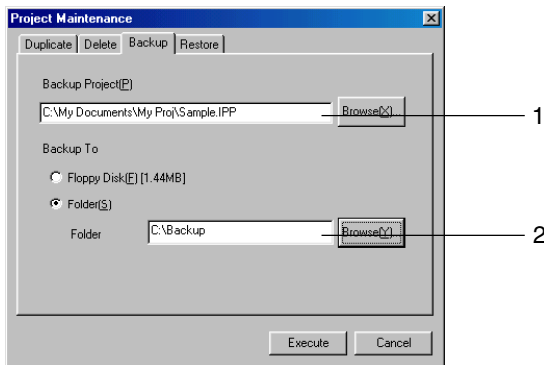 Project Maintenance
Duplicate Delete Backup Restore
Backup Project(P)
C:\My Documents\My Proj\Sample.IPP Browse(X)... 1
Backup To
Floppy Disk(F) [1.44MB]
Folder(S)
Folder C:\Backup Browse(Y)... 2
Execute Cancel